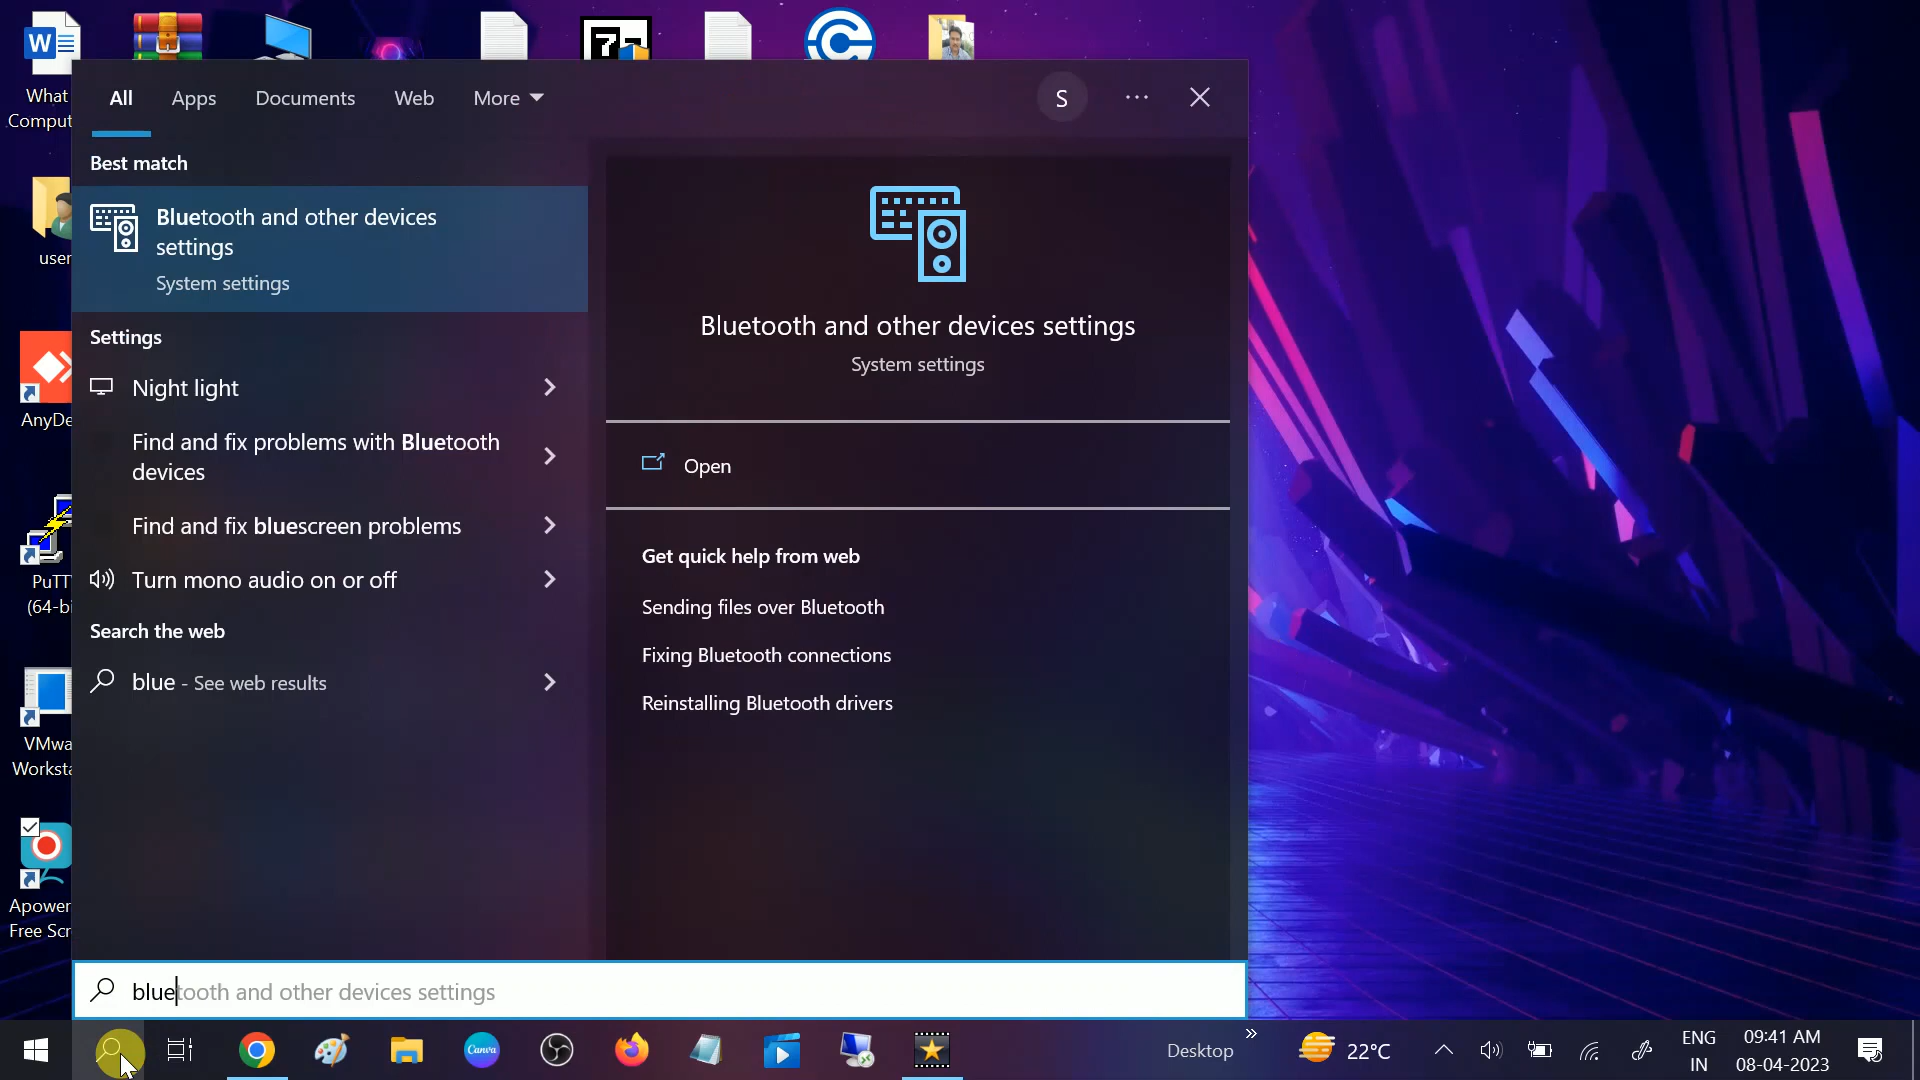 What
Comput
user
AnyDe
PuTT
(64-bi
VMwa
Worksta
Apower
Free Scr
All
Apps
Documents
Web
More
S
Best match
Bluetooth and other devices
settings
System settings
Settings
Night light
Find and fix problems with Bluetooth
devices
Find and fix bluescreen problems
Turn mono audio on or off
Search the web
blue - See web results
Bluetooth and other devices settings
System settings
Open
Get quick help from web
Sending files over Bluetooth
Fixing Bluetooth connections
Reinstalling Bluetooth drivers
bluetooth and other devices settings
Canva
Desktop
22°C
ENG
IN
09:41 AM
08-04-2023